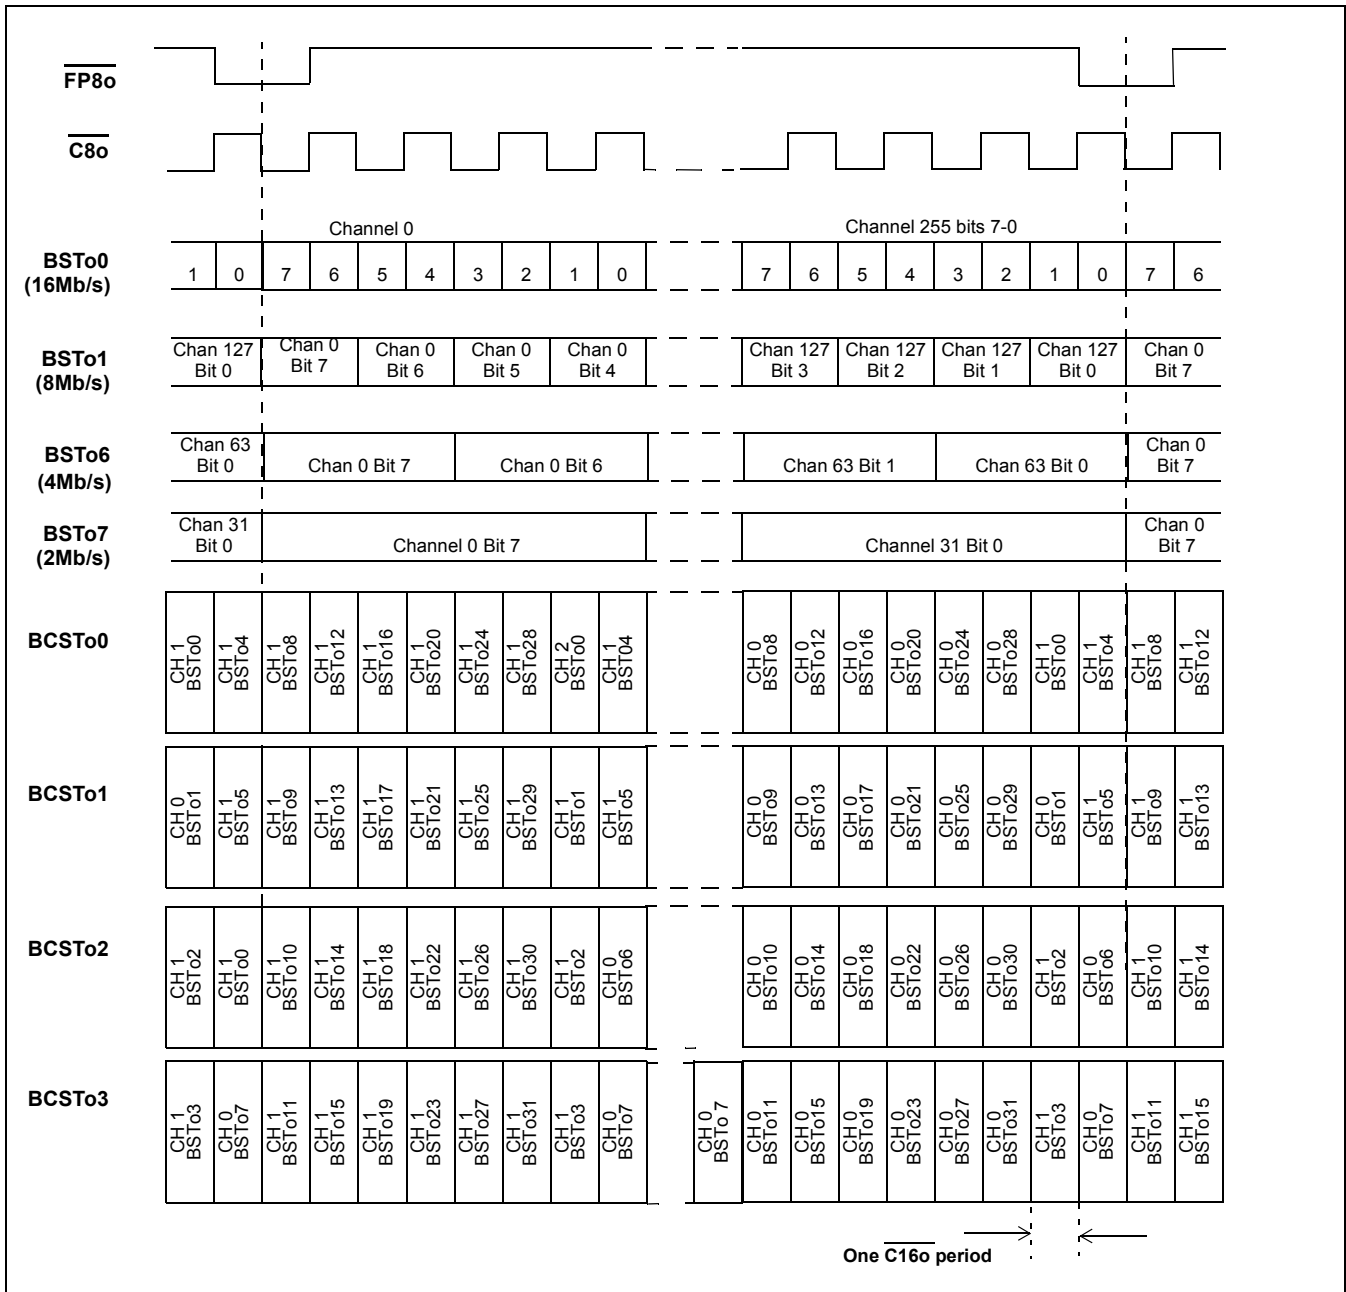 FP8o
C8o
Channel 0
Channel 255 bits 7-0
BSTo0
(16Mb/s)
1 0 7 6 5 4 3 2 1 0 7 6 5 4 3 2 1 0 7 6
BSTo1
(8Mb/s)
Chan 127 Bit 0
Chan 0 Bit 7
Chan 0 Bit 6
Chan 0 Bit 5
Chan 0 Bit 4
Chan 127 Bit 3
Chan 127 Bit 2
Chan 127 Bit 1
Chan 127 Bit 0
Chan 0 Bit 7
BSTo6
(4Mb/s)
Chan 63 Bit 0
Chan 0 Bit 7
Chan 0 Bit 6
Chan 63 Bit 1
Chan 63 Bit 0
Chan 0 Bit 7
BSTo7
(2Mb/s)
Chan 31 Bit 0
Channel 0 Bit 7
Channel 31 Bit 0
Chan 0 Bit 7
BCSTo0
CH 1 BSTo0
CH 1 BSTo4
CH 1 BSTo8
CH 1 BSTo12
CH 1 BSTo16
CH 1 BSTo20
CH 1 BSTo24
CH 1 BSTo28
CH 2 BSTo0
CH 1 BST04
CH 0 BSTo8
CH 0 BSTo12
CH 0 BSTo16
CH 0 BSTo20
CH 0 BSTo24
CH 0 BSTo28
CH 1 BSTo0
CH 1 BSTo4
CH 1 BSTo8
CH 1 BSTo12
BCSTo1
CH 0 BSTo1
CH 1 BSTo5
CH 1 BSTo9
CH 1 BSTo13
CH 1 BSTo17
CH 1 BSTo21
CH 1 BSTo25
CH 1 BSTo29
CH 1 BSTo1
CH 1 BSTo5
CH 0 BSTo9
CH 0 BSTo13
CH 0 BSTo17
CH 0 BSTo21
CH 0 BSTo25
CH 0 BSTo29
CH 0 BSTo1
CH 1 BSTo5
CH 1 BSTo9
CH 1 BSTo13
BCSTo2
CH 1 BSTo2
CH 1 BSTo0
CH 1 BSTo10
CH 1 BSTo14
CH 1 BSTo18
CH 1 BSTo22
CH 1 BSTo26
CH 1 BSTo30
CH 1 BSTo2
CH 0 BSTo6
CH 0 BSTo10
CH 0 BSTo14
CH 0 BSTo18
CH 0 BSTo22
CH 0 BSTo26
CH 0 BSTo30
CH 1 BSTo2
CH 0 BSTo6
CH 1 BSTo10
CH 1 BSTo14
BCSTo3
CH 1 BSTo3
CH 0 BSTo7
CH 1 BSTo11
CH 1 BSTo15
CH 1 BSTo19
CH 1 BSTo23
CH 1 BSTo27
CH 1 BSTo31
CH 1 BSTo3
CH 0 BSTo7
CH 0 BSTo 7
CH 0 BSTo11
CH 0 BSTo15
CH 0 BSTo19
CH 0 BSTo23
CH 0 BSTo27
CH 0 BSTo31
CH 1 BSTo3
CH 0 BSTo7
CH 1 BSTo11
CH 1 BSTo15
One C16o period